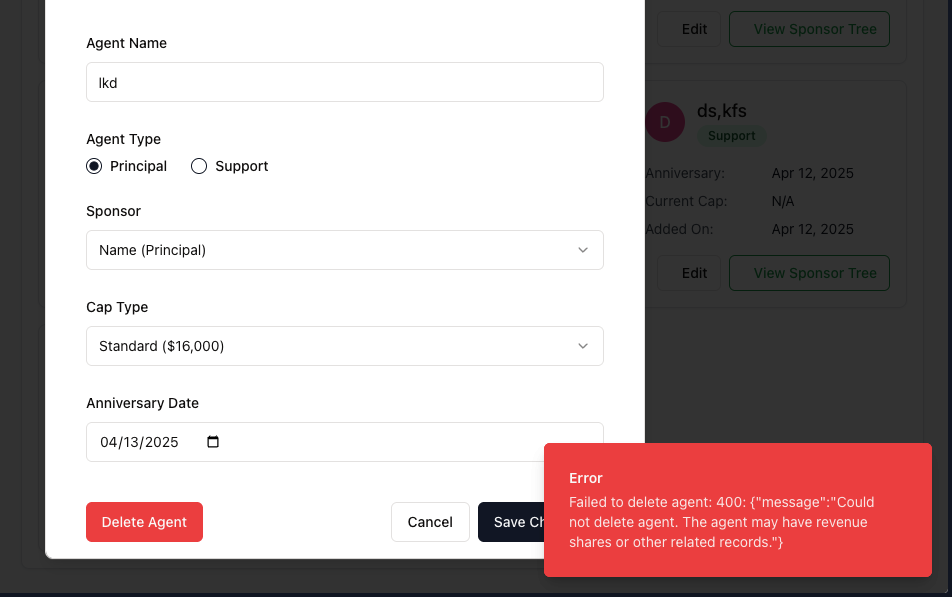 Agent Name
lkd
Agent Type
Principal
Support
Sponsor
Name (Principal)
Cap Type
Standard ($16,000)
Anniversary Date
04/13/2025
Delete Agent
Cancel
Save Ch
Edit
View Sponsor Tree
D
ds,kfs
Support
Anniversary:
Apr 12, 2025
Current Cap:
N/A
Added On:
Apr 12, 2025
Edit
View Sponsor Tree
Error
Failed to delete agent: 400: {"message":"Could
not delete agent. The agent may have revenue
shares or other related records."}